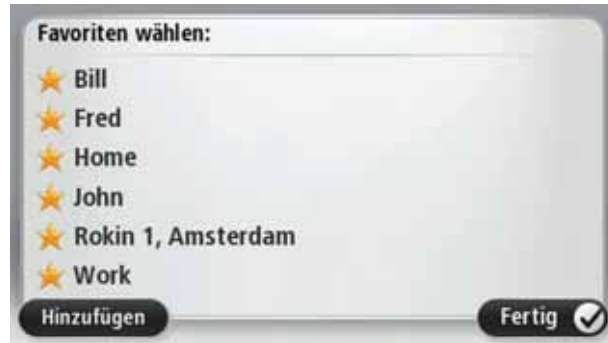 Favoriten wählen:
Bill
Fred
Home
John
Rokin 1, Amsterdam
Work
Hinzufügen
Fertig